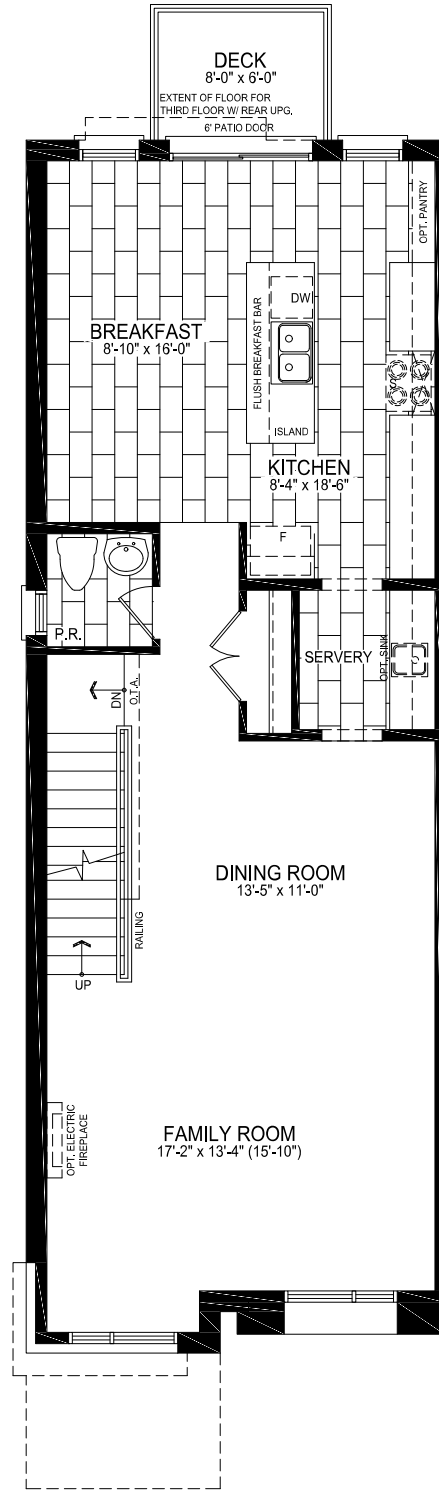 DECK
8'-0" x 6'-0"
EXTENT OF FLOOR FOR
THIRD FLOOR W/ REAR UPG,
6' PATIO DOOR
OPT. PANTRY
DW
FLUSH BREAKFAST BAR
BREAKFAST
8'-10" x 16'-0"
S
ISLAND
KITCHEN
8'-4" x 18'-6"
F
P.R.
SERVERY
OPT. SINK
S
DN
O.T.A.
DINING ROOM
13'-5" x 11'-0"
RAILING
UP
OPT. ELECTRIC
FIREPLACE
FAMILY ROOM
17'-2" x 13'-4" (15'-10")